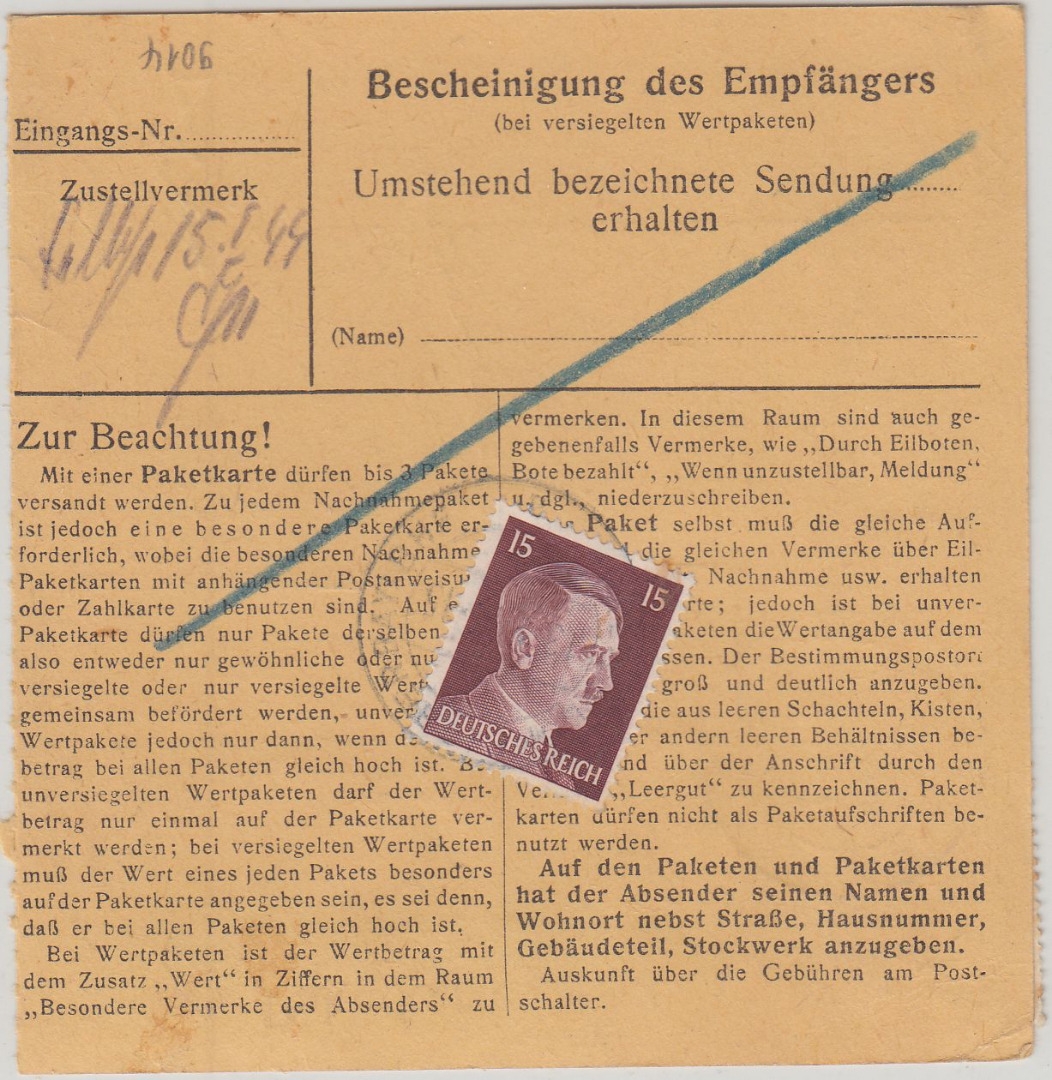 9014
Eingangs-Nr.
Zustellvermerk
15. I 44
Bescheinigung des Empfängers
(bei versiegelten Wertpaketen)
Umstehend bezeichnete Sendung
erhalten
(Name)
Zur Beachtung!
Mit einer Paketkarte dürfen bis 3 Pakete
versandt werden. Zu jedem Nachnahmepaket
ist jedoch eine besondere Paketkarte er-
forderlich, wobei die besonderen Nachnahme
Paketkarten mit anhängender Postanweisu
oder Zahlkarte zu benutzen sind. Auf e
Paketkarte dürfen nur Pakete derselben
also entweder nur gewöhnliche oder nu
versiegelte oder nur versiegelte Wert
gemeinsam befördert werden, unve
Wertpakete jedoch nur dann, wenn d
betrag bei allen Paketen gleich hoch ist. B
unversiegelten Wertpaketen darf der Wert-
betrag nur einmal auf der Paketkarte ver-
merkt werden; bei versiegelten Wertpaketen
muß der Wert eines jeden Pakets besonders
auf der Paketkarte angegeben sein, es sei denn,
daß er bei allen Paketen gleich hoch ist.
Bei Wertpaketen ist der Wertbetrag mit
dem Zusatz „Wert“ in Ziffern in dem Raum
„Besondere Vermerke des Absenders“ zu
vermerken. In diesem Raum sind auch ge-
gebenenfalls Vermerke, wie „Durch Eilboten,
Bote bezahlt“, „Wenn unzustellbar, Meldung“
u. dgl., niederzuschreiben.
Paket selbst muß die gleiche Auf-
die gleichen Vermerke über Eil-
Nachnahme usw. erhalten
rte; jedoch ist bei unver-
aketen die Wertangabe auf dem
ssen. Der Bestimmungspostort
groß und deutlich anzugeben.
die aus leeren Schachteln, Kisten,
er andern leeren Behältnissen be-
nd über der Anschrift durch den
Ve „Leergut“ zu kennzeichnen. Paket-
karten dürfen nicht als Paketaufschriften be-
nutzt werden.
Auf den Paketen und Paketkarten
hat der Absender seinen Namen und
Wohnort nebst Straße, Hausnummer,
Gebäudeteil, Stockwerk anzugeben.
Auskunft über die Gebühren am Post-
schalter.
15
15
DEUTSCHES REICH